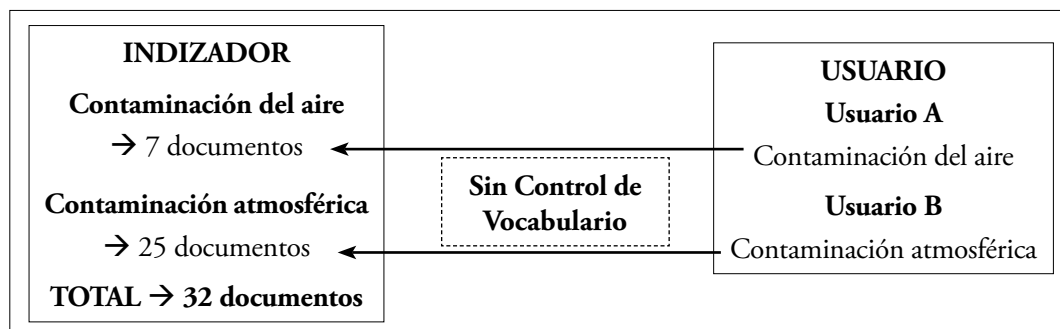 INDIZADOR
Contaminación del aire
→ 7 documentos
Contaminación atmosférica
→ 25 documentos
TOTAL → 32 documentos
Sin Control de
Vocabulario
USUARIO
Usuario A
Contaminación del aire
Usuario B
Contaminación atmosférica